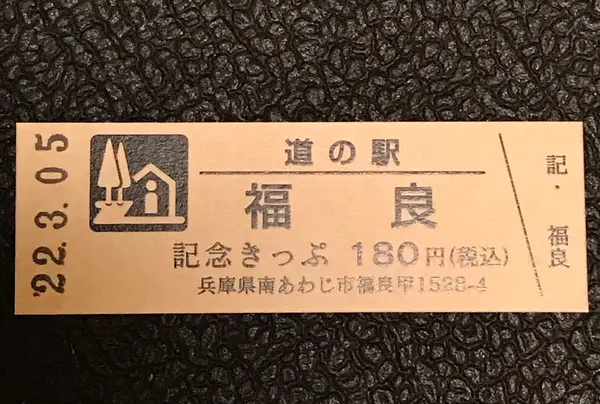 '22.3.05
道の駅
福良
記念きっぷ 180円(税込)
兵庫県南あわじ市福良甲1528-4
記・福良